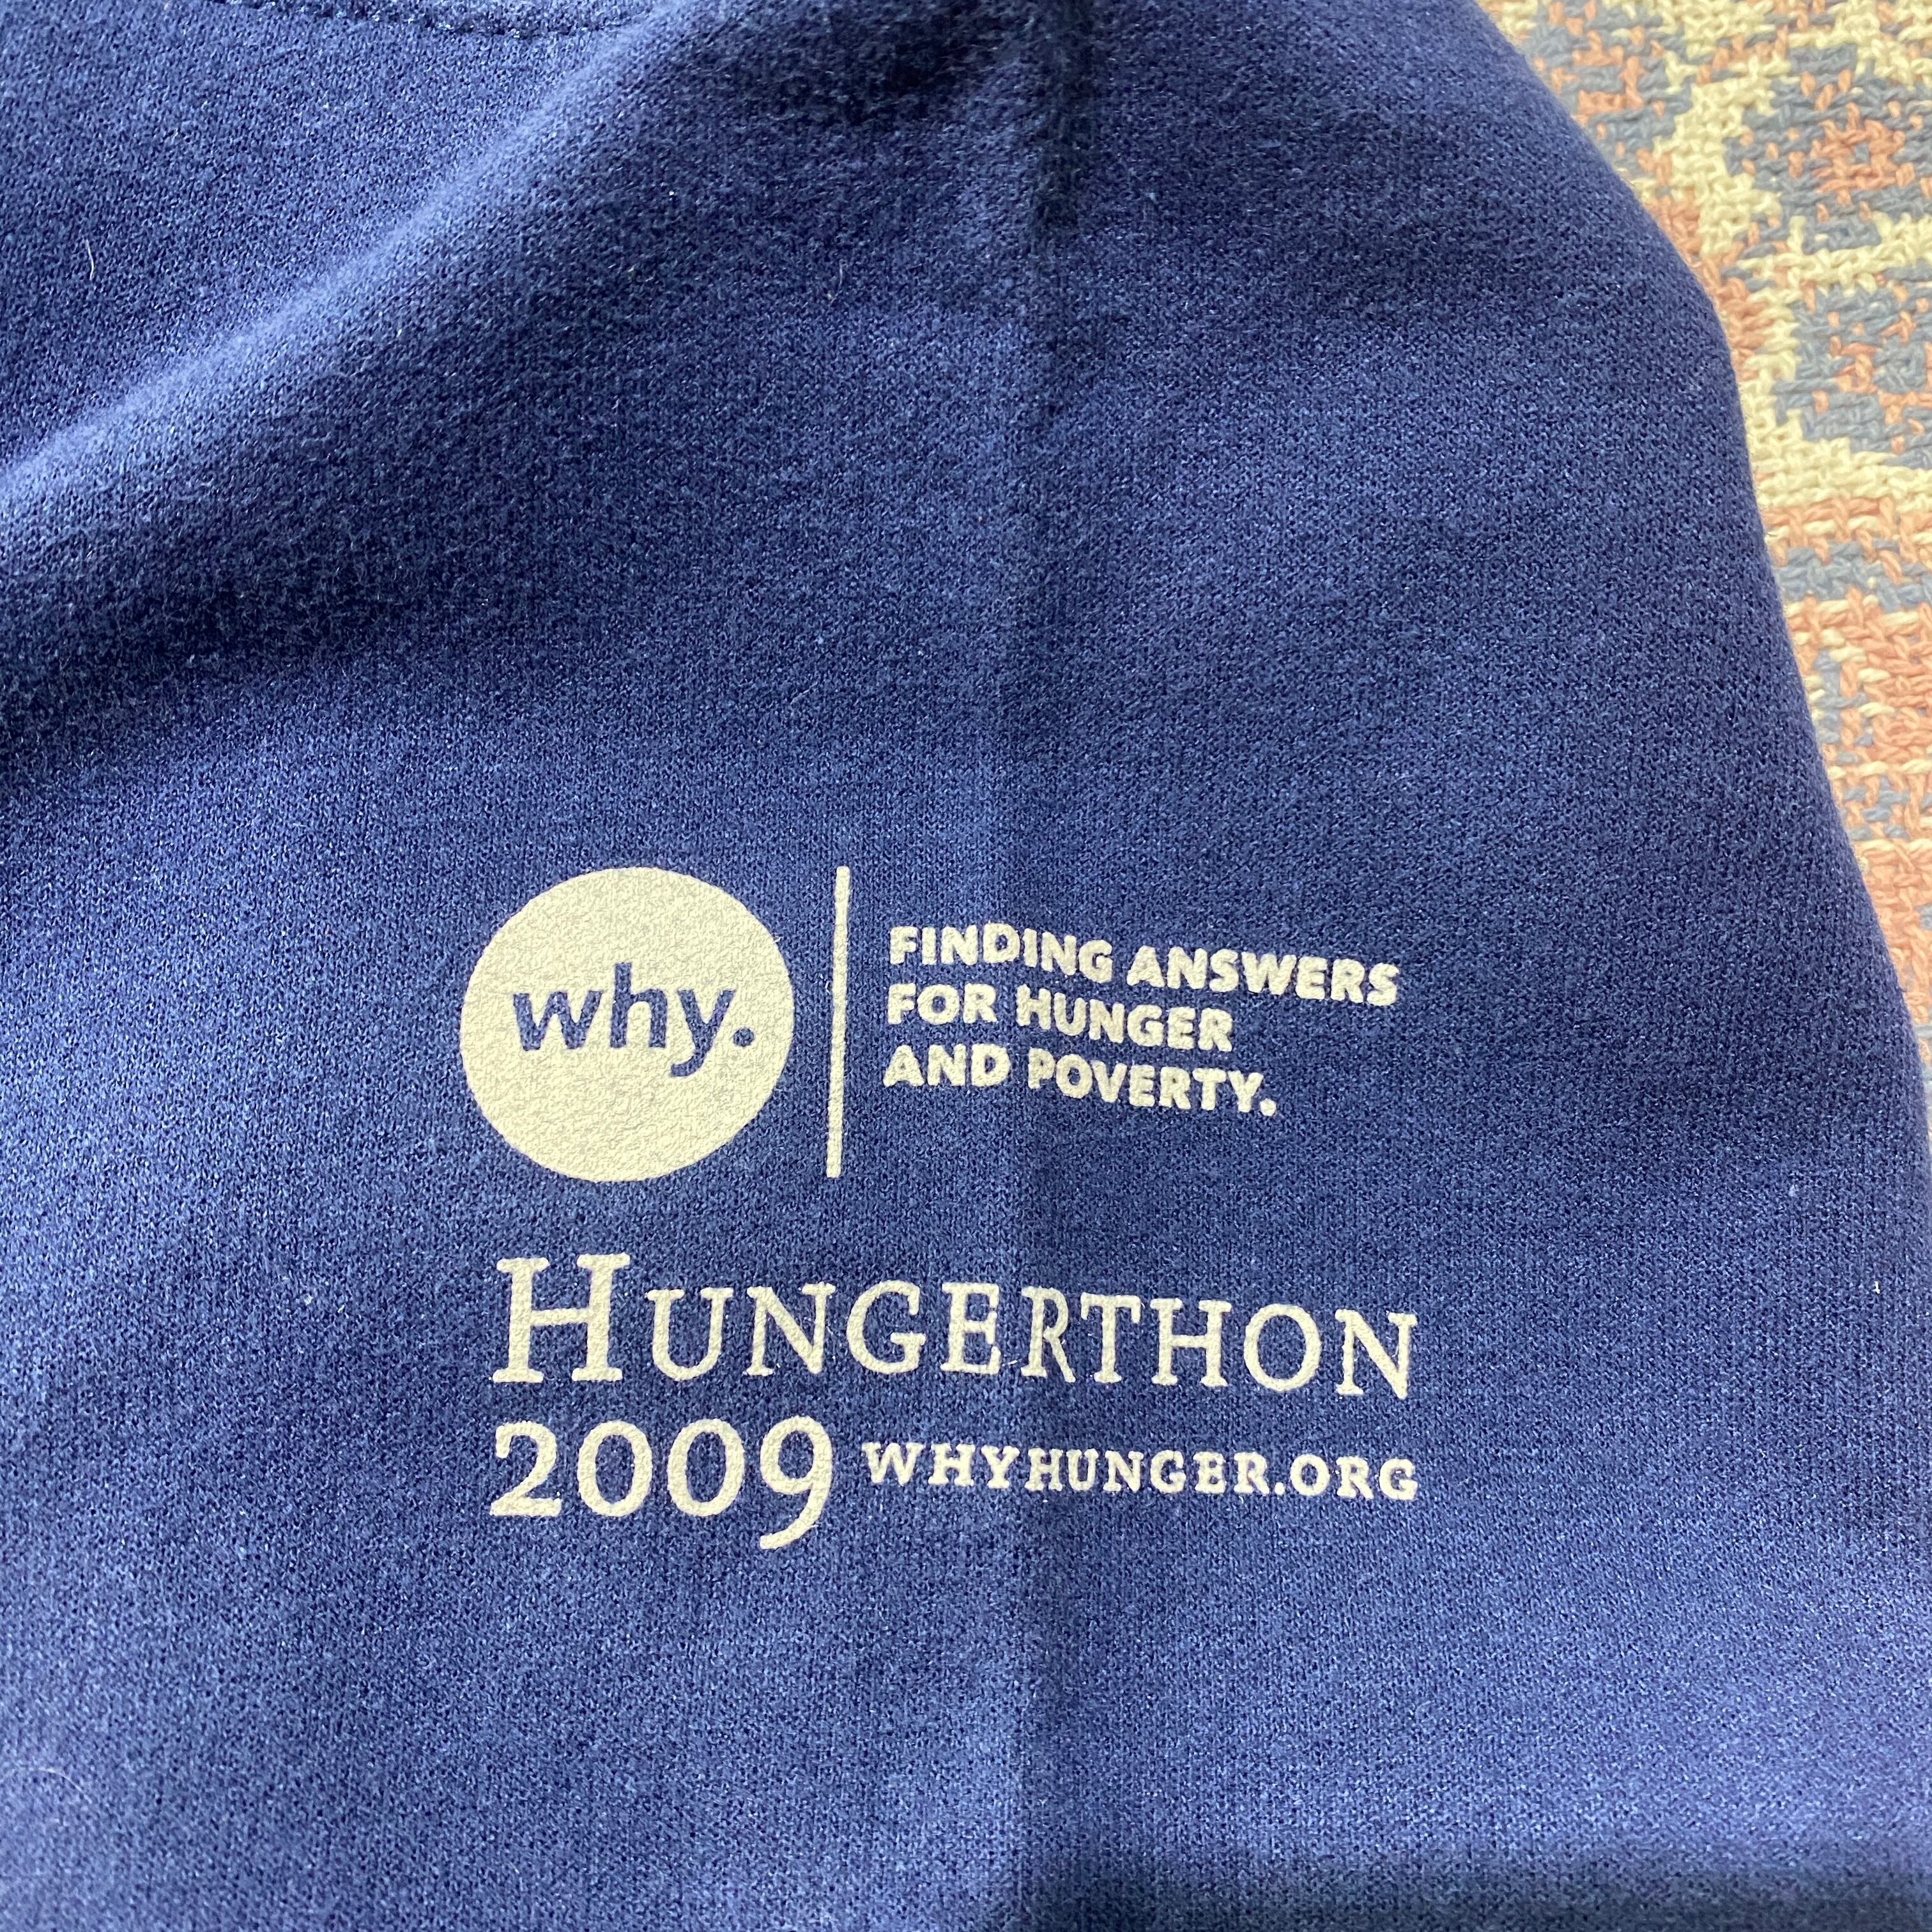 why.
FINDING ANSWERS
FOR HUNGER
AND POVERTY.
HUNGERTHON
2009 WHYHUNGER.ORG